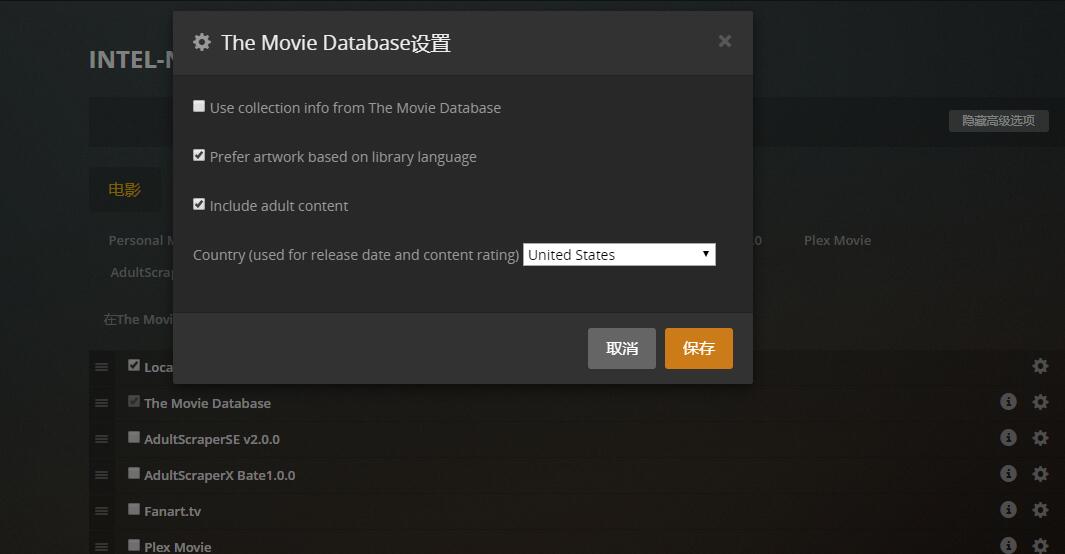 INTEL-N
The Movie Database设置
Use collection info from The Movie Database
隐藏高级选项
Prefer artwork based on library language
电影
Include adult content
Personal M
.0
Plex Movie
Country (used for release date and content rating) United States
AdultScrap
在The Movi
取消 保存
Loca
The Movie Database
AdultScraperSE v2.0.0
AdultScraperX Bate1.0.0
Fanart.tv
Plex Movie